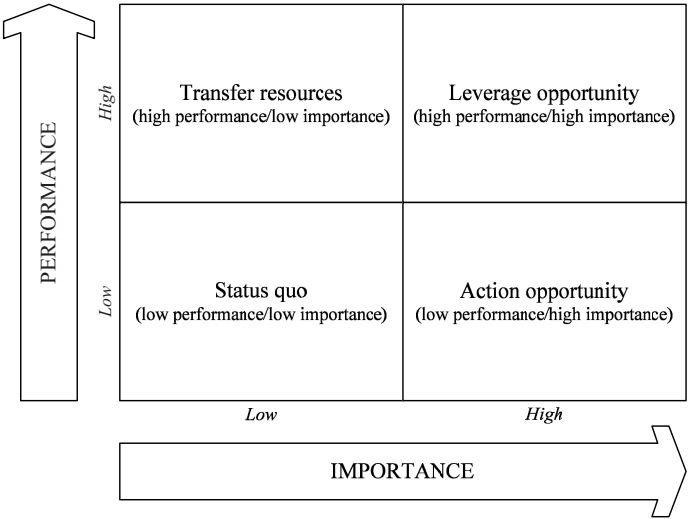 PERFORMANCE
High
Transfer resources
(high performance/low importance)
Leverage opportunity
(high performance/high importance)
Low
Status quo
(low performance/low importance)
Action opportunity
(low performance/high importance)
Low
High
IMPORTANCE